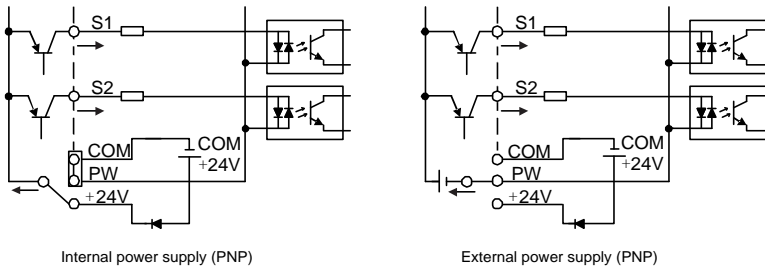 S1
S2
COM
PW
+24V
COM
+24V
Internal power supply (PNP)
S1
S2
COM
PW
+24V
COM
+24V
External power supply (PNP)